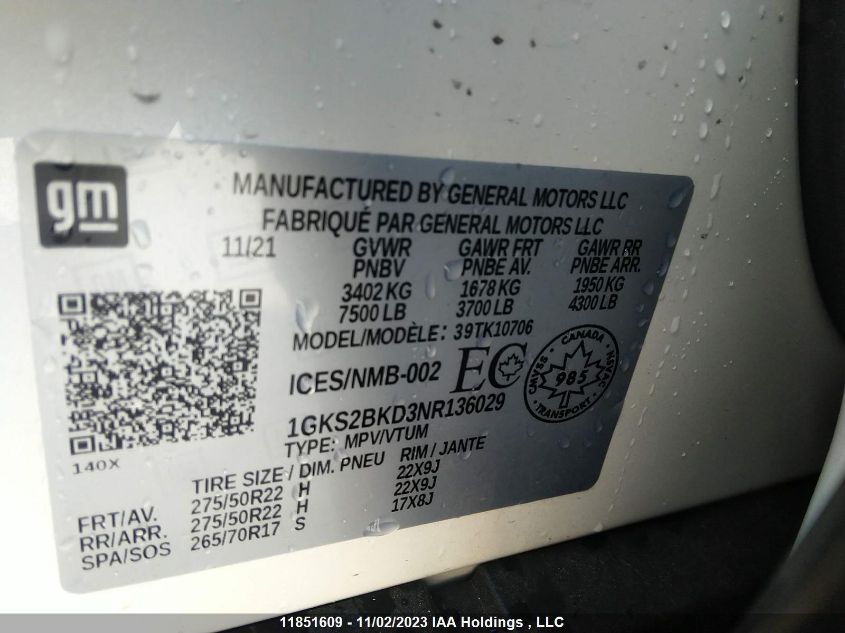 gm
MANUFACTURED BY GENERAL MOTORS LLC
FABRIQUÉ PAR GENERAL MOTORS LLC
11/21 GVWR GAWR FRT GAWR RR
PNBV PNBE AV. PNBE ARR.
3402 KG 1678 KG 1950 KG
7500 LB 3700 LB 4300 LB
MODEL/MODÈLE: 39TK10706
ICES/NMB-002 EC
CANADA
985
TRANSPORT
1GKS2BKD3NR136029
TYPE: MPV/VTUM
140X
TIRE SIZE / DIM. PNEU RIM / JANTE
FRT/AV. 275/50R22 H 22X9J
RR/ARR. 275/50R22 H 22X9J
SPA/SOS 265/70R17 S 17X8J
11851609 - 11/02/2023 IAA Holdings , LLC